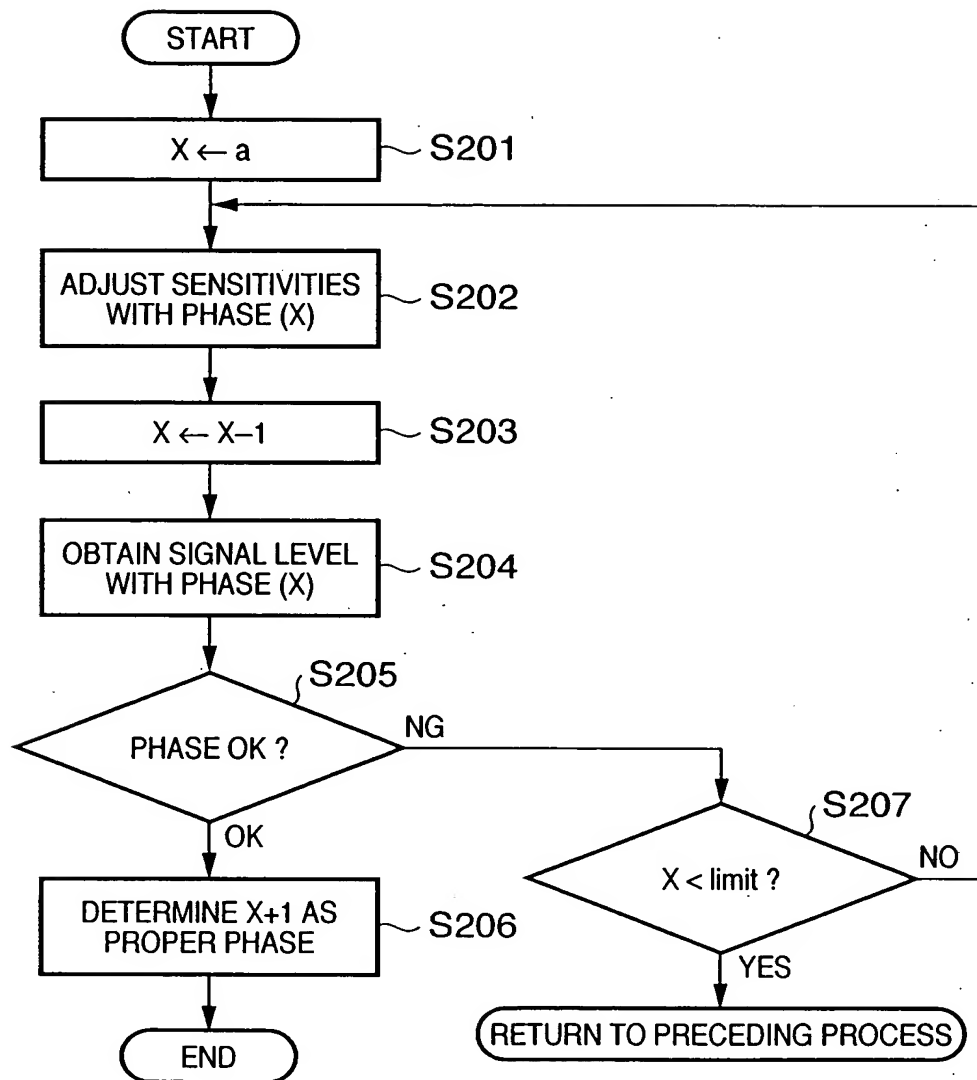 START
X ← a
S201
ADJUST SENSITIVITIES
WITH PHASE (X)
S202
X ← X–1
S203
OBTAIN SIGNAL LEVEL
WITH PHASE (X)
S204
S205
PHASE OK ?
NG
OK
S207
X < limit ?
NO
YES
DETERMINE X+1 AS
PROPER PHASE
S206
END
RETURN TO PRECEDING PROCESS